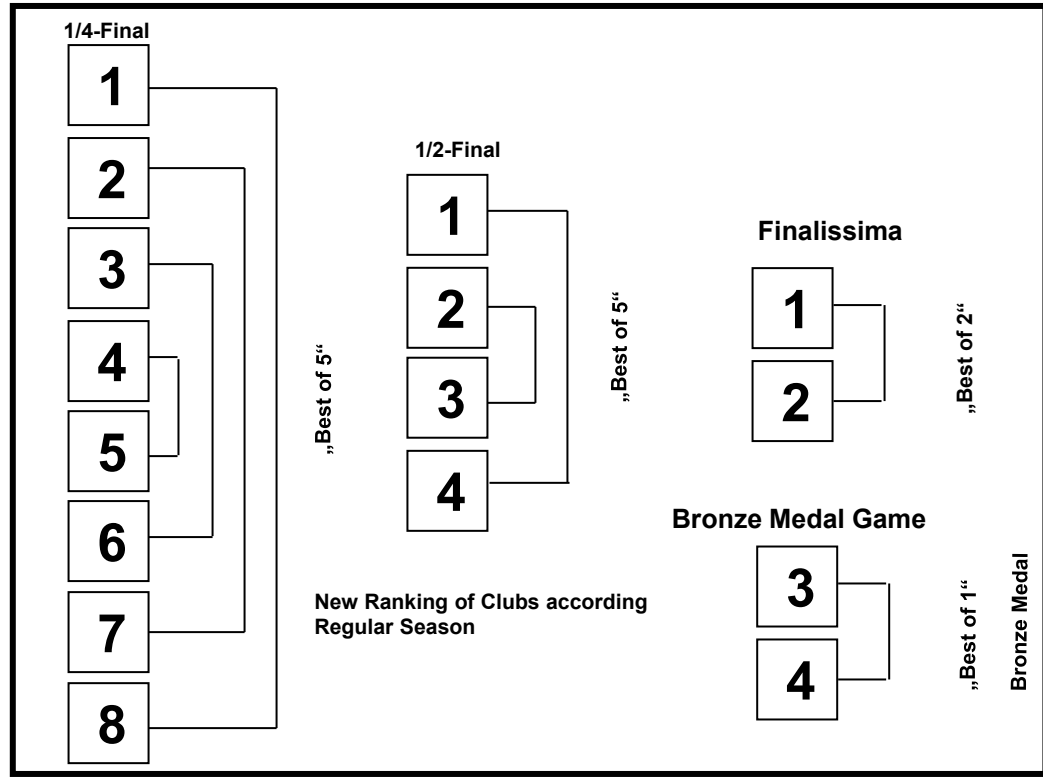 1/4-Final
1
2
3
4
5
6
7
8
„Best of 5“
1/2-Final
1
2
3
4
„Best of 5“
New Ranking of Clubs according
Regular Season
Finalissima
1
2
„Best of 2“
Bronze Medal Game
3
4
„Best of 1“
Bronze Medal